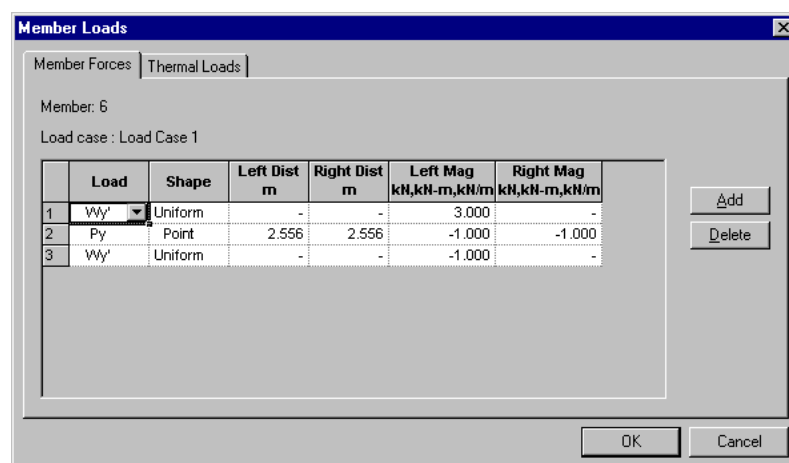 Member Loads
Member Forces Thermal Loads
Member: 6
Load case : Load Case 1
Load Shape Left Dist m Right Dist m Left Mag kN,kN-m,kN/m Right Mag kN,kN-m,kN/m
1 Wy' Uniform - - 3.000 -
2 Py Point 2.556 2.556 -1.000 -1.000
3 Wy' Uniform - - -1.000 -
Add
Delete
OK Cancel